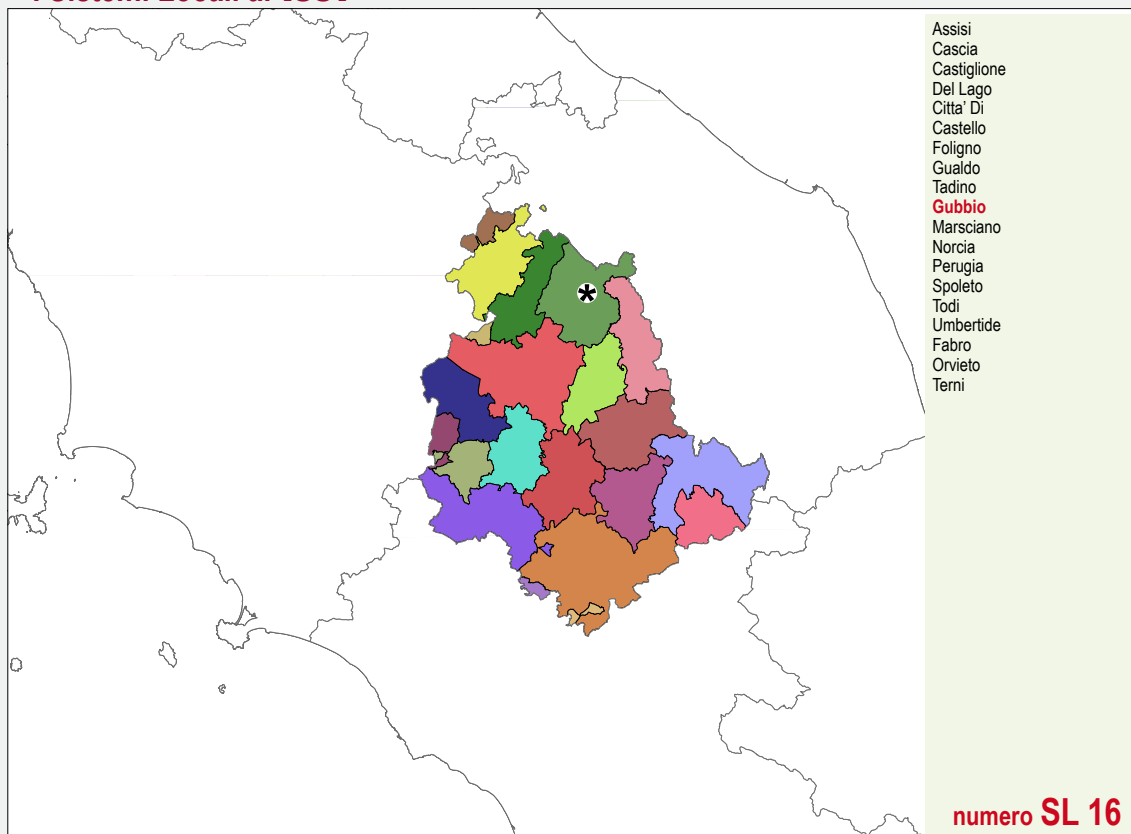 Assisi
Cascia
Castiglione
Del Lago
Citta' Di
Castello
Foligno
Gualdo
Tadino
Gubbio
Marsciano
Norcia
Perugia
Spoleto
Todi
Umbertide
Fabro
Orvieto
Terni
numero SL 16